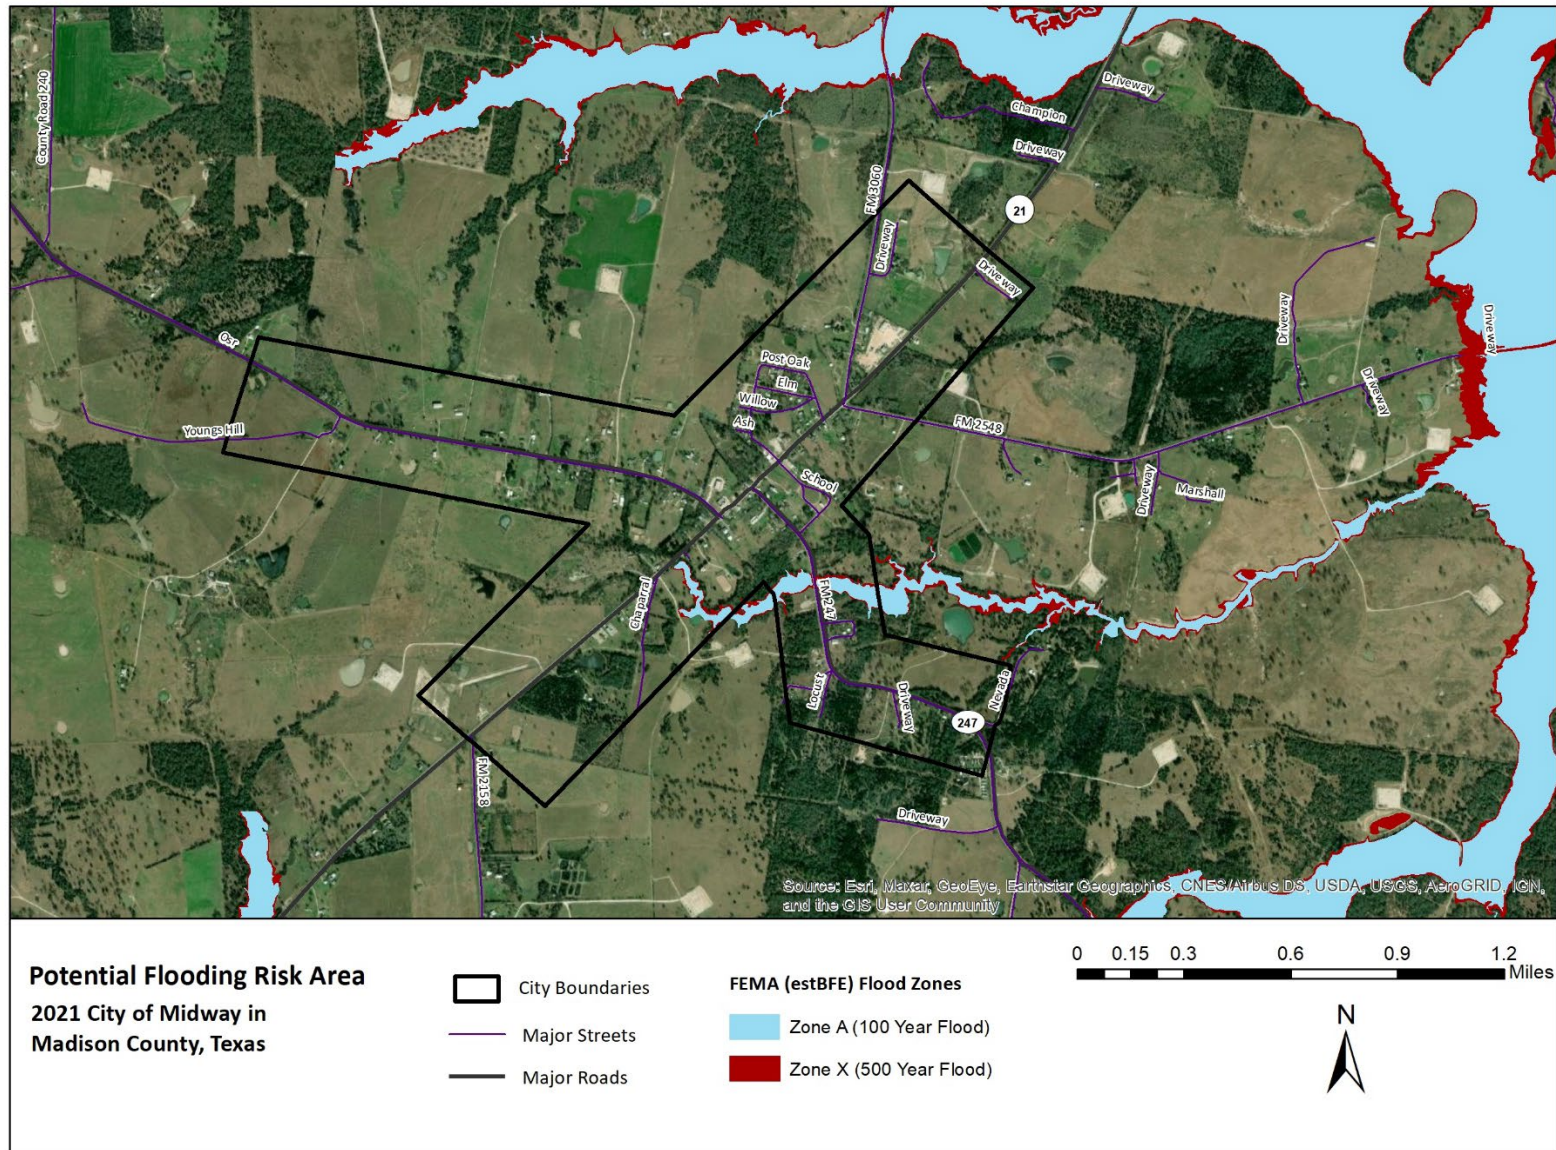 County Road 240
Driveway
champion
Driveway
FM 3060
21
Driveway
Driveway
Driveway
Driveway
Osr
Post Oak
Elm
Willow
Ash
Driveway
Youngs Hill
FM 2548
School
Driveway
Marshall
Chaparral
FM 247
Locust
Driveway
Nevada
247
FM 2158
Driveway
Source: Esri, Maxar, GeoEye, Earthstar Geographics, CNES/Airbus DS, USDA, USGS, AeroGRID, IGN,
and the GIS User Community
Potential Flooding Risk Area
2021 City of Midway in
Madison County, Texas
City Boundaries
Major Streets
Major Roads
FEMA (estBFE) Flood Zones
Zone A (100 Year Flood)
Zone X (500 Year Flood)
0 0.15 0.3 0.6 0.9 1.2
Miles
N